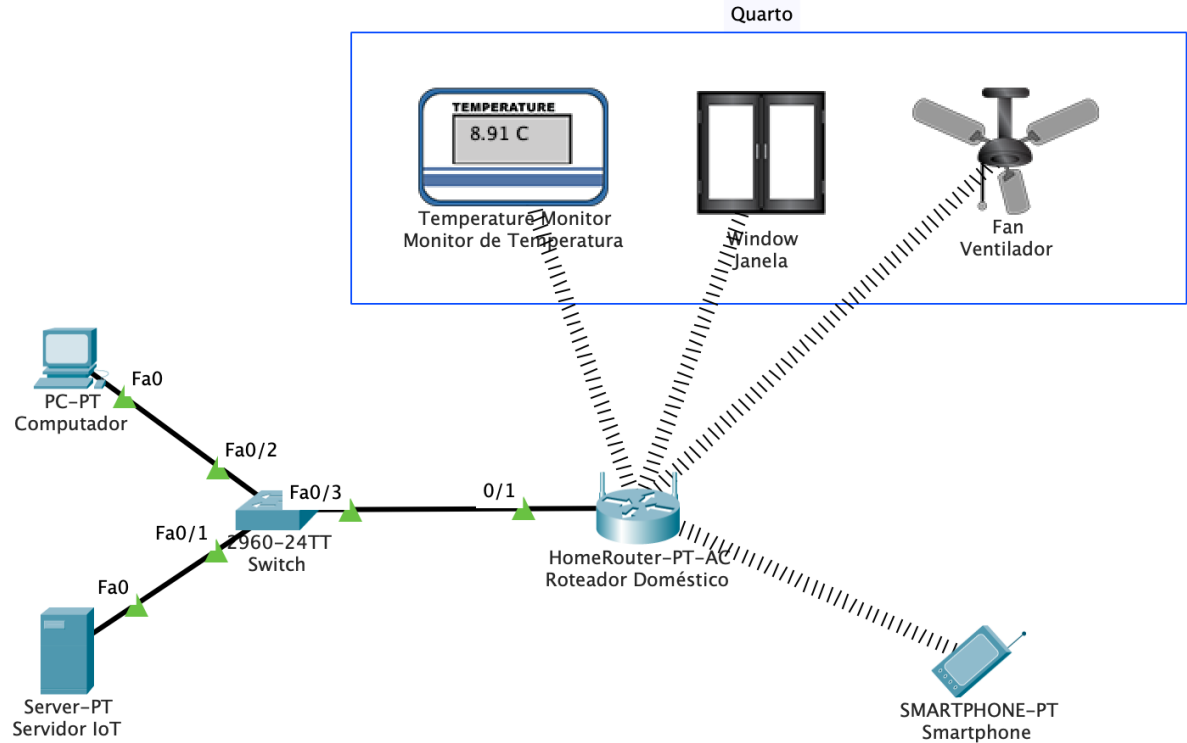 Quarto
TEMPERATURE
8.91 C
Temperature Monitor
Monitor de Temperatura
Window
Janela
Fan
Ventilador
Fa0
PC-PT
Computador
Fa0/2
Fa0/3
0/1
Fa0/1
2960-24TT
Switch
HomeRouter-PT-AC
Roteador Doméstico
Fa0
Server-PT
Servidor IoT
SMARTPHONE-PT
Smartphone